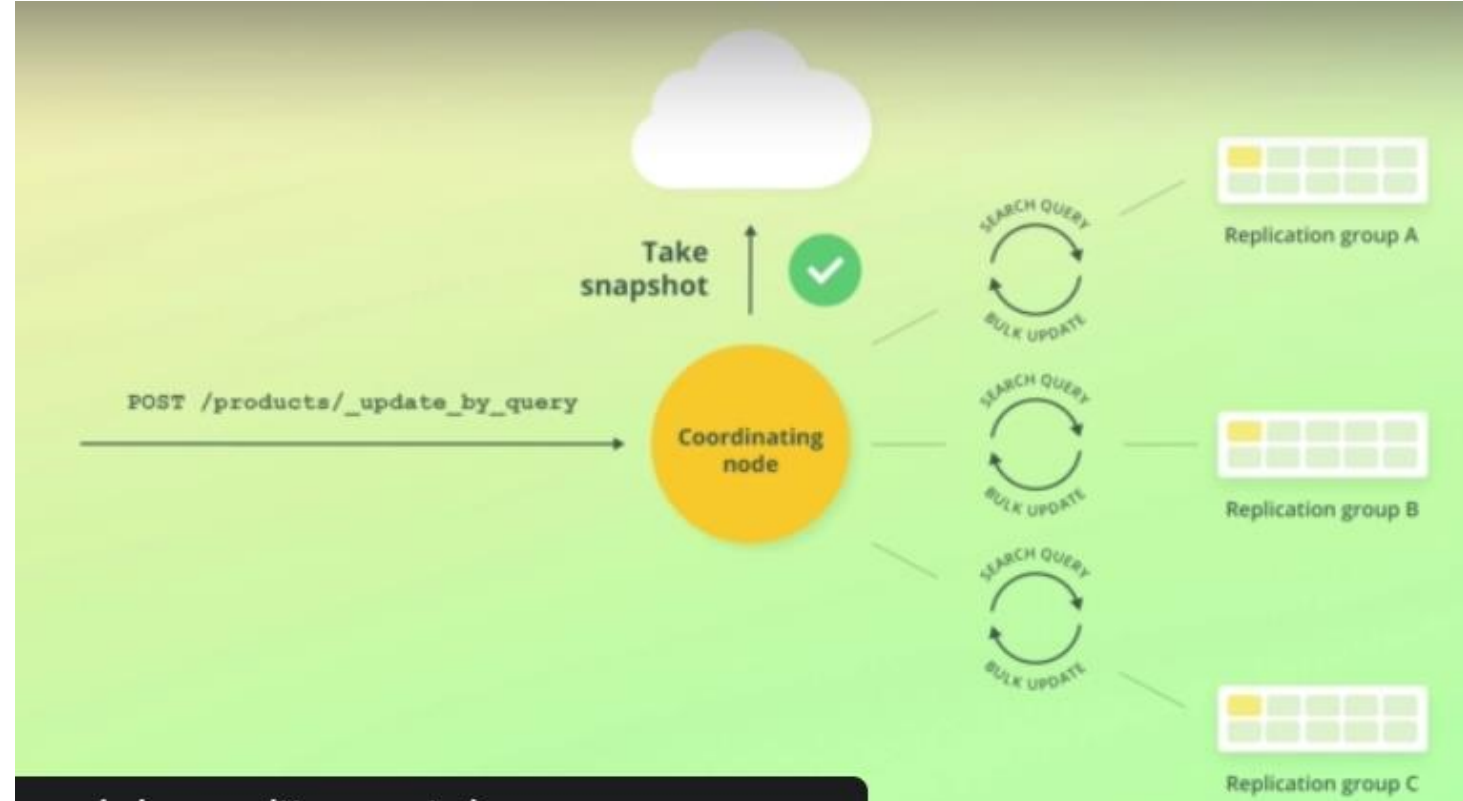 Take
snapshot
POST /products/_update_by_query
Coordinating
node
SEARCH QUERY
BULK UPDATE
Replication group A
SEARCH QUERY
BULK UPDATE
Replication group B
SEARCH QUERY
BULK UPDATE
Replication group C